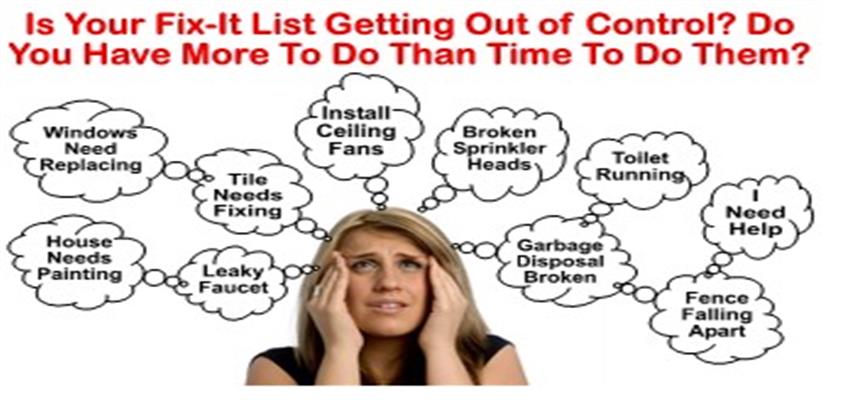 Is Your Fix-It List Getting Out of Control? Do
You Have More To Do Than Time To Do Them?
Windows
Need
Replacing
Tile
Needs
Fixing
Install
Ceiling
Fans
Broken
Sprinkler
Heads
Toilet
Running
I
Need
Help
House
Needs
Painting
Leaky
Faucet
Garbage
Disposal
Broken
Fence
Falling
Apart